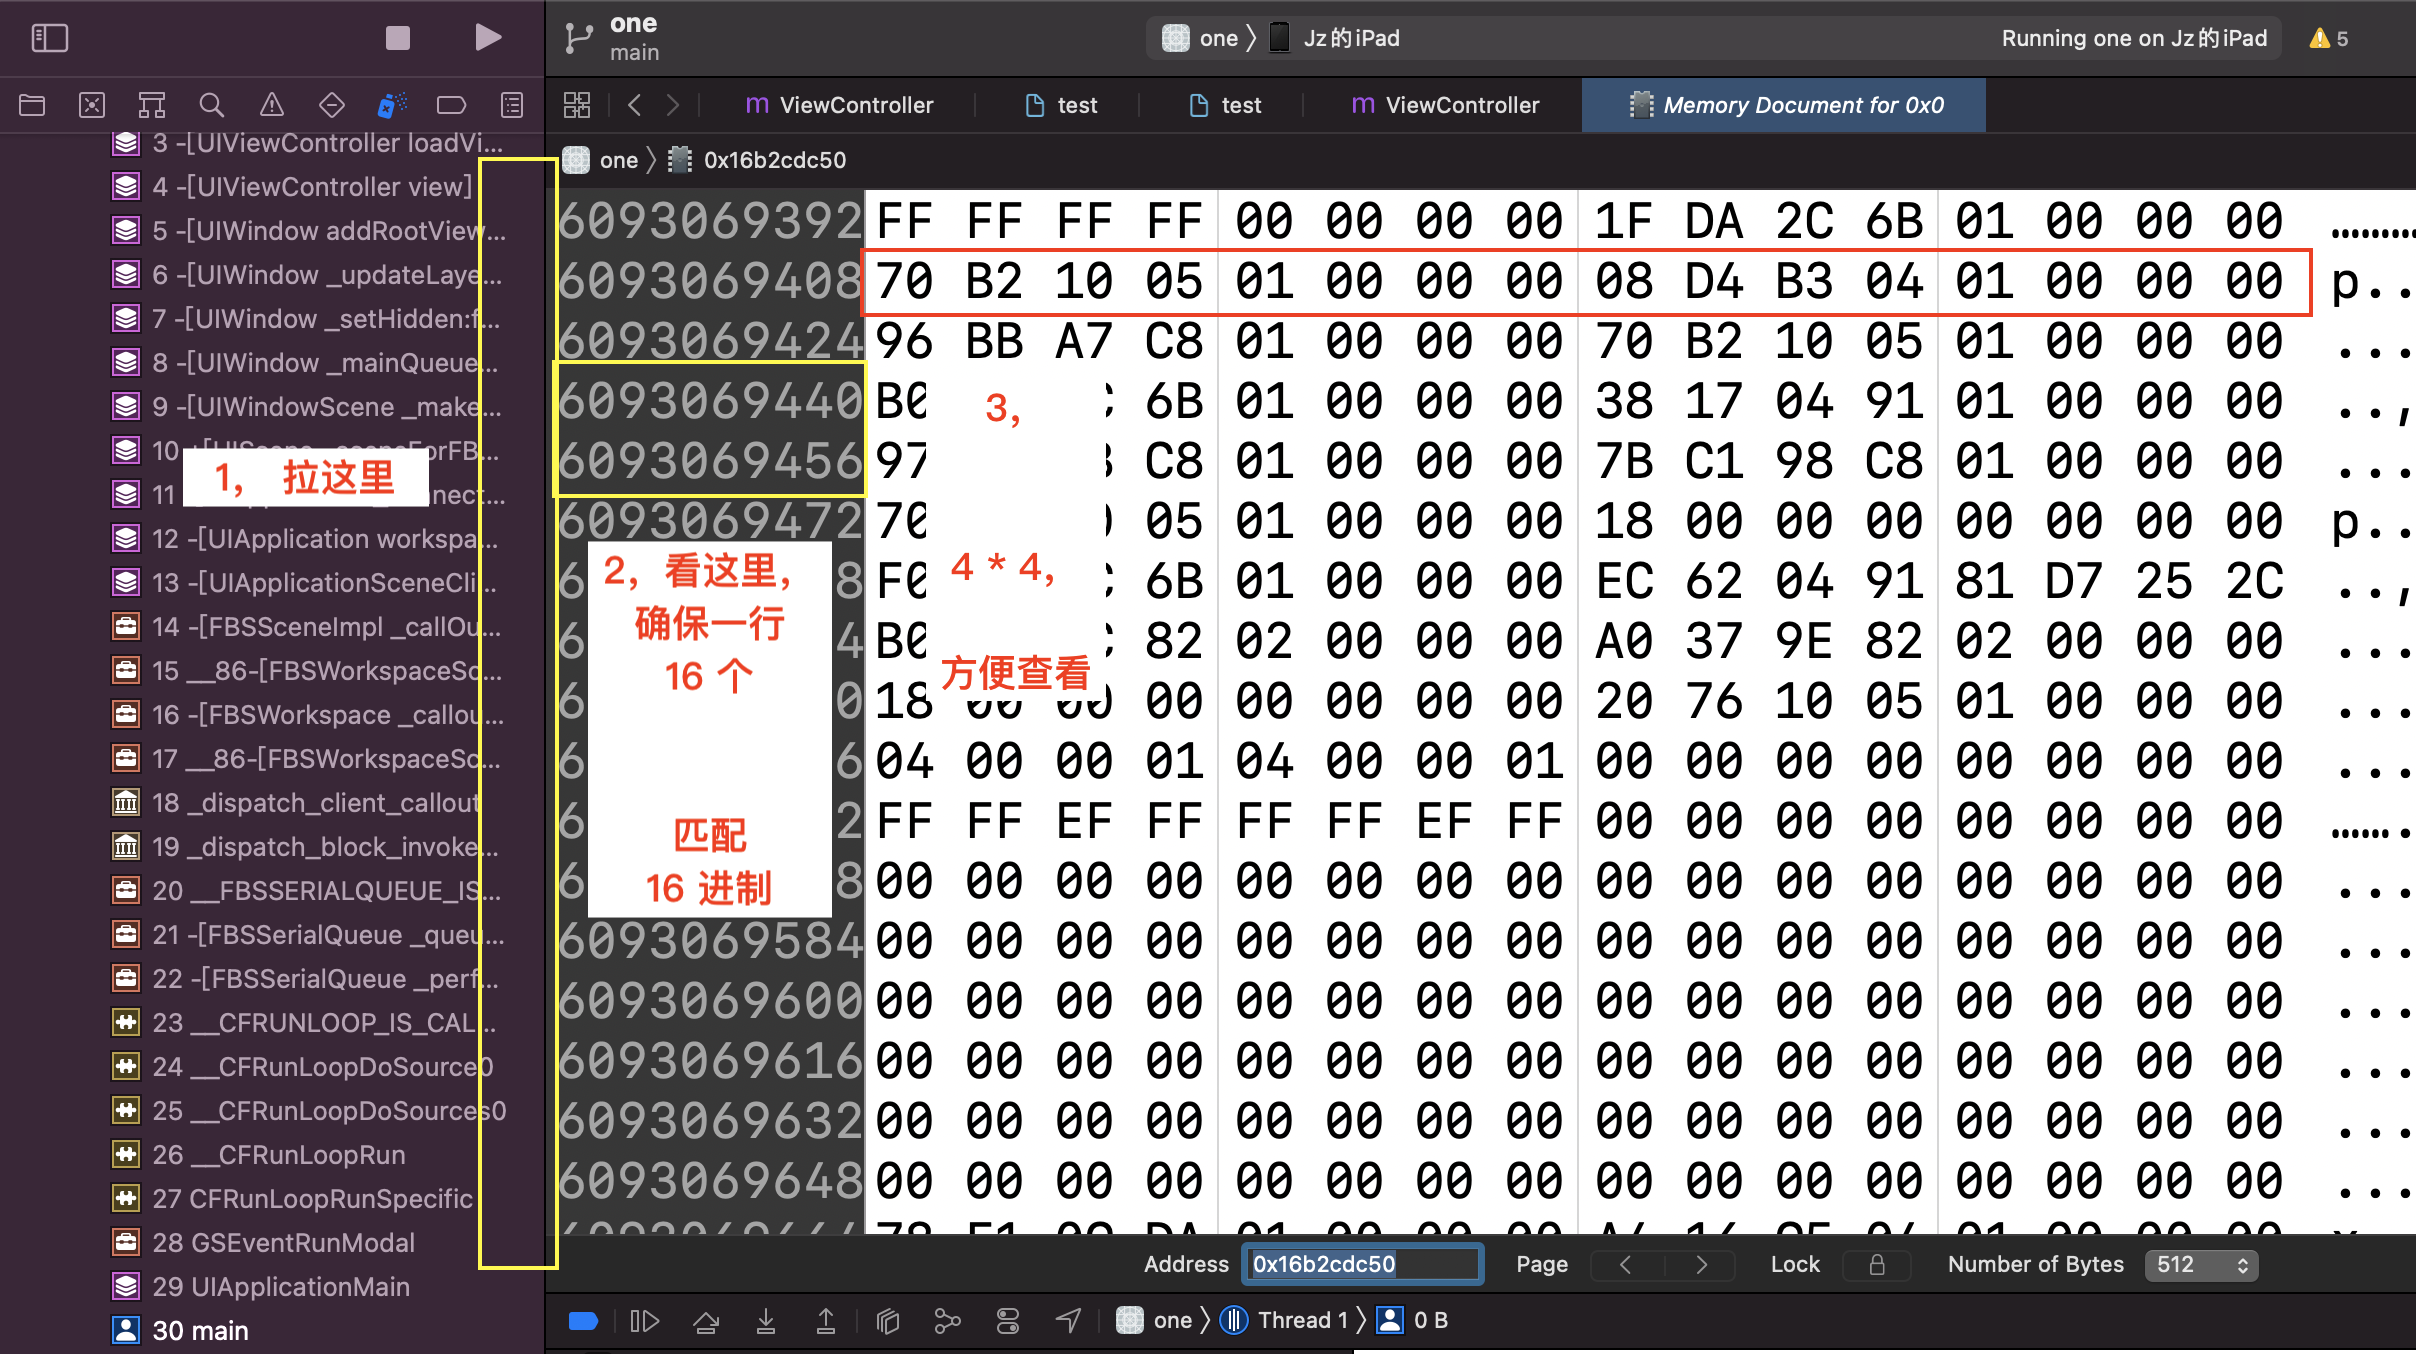 one
main
one 〉 Jz的iPad
Running one on Jz的iPad
5
ViewController
test
test
ViewController
Memory Document for 0x0
one 〉 0x16b2cdc50
3 -[UIViewController loadVi...
4 -[UIViewController view]
5 -[UIWindow addRootView...
6 -[UIWindow _updateLaye...
7 -[UIWindow _setHidden:f...
8 -[UIWindow _mainQueue...
9 -[UIWindowScene _make...
10
11
12 -[UIApplication workspa...
13 -[UIApplicationSceneCli...
14 -[FBSSceneImpl _callOu...
15 __86-[FBSWorkspaceSc...
16 -[FBSWorkspace _callou...
17 __86-[FBSWorkspaceSc...
18 _dispatch_client_callout
19 _dispatch_block_invoke...
20 __FBSSERIALQUEUE_IS...
21 -[FBSSerialQueue _queu...
22 -[FBSSerialQueue _perf...
23 __CFRUNLOOP_IS_CAL...
24 __CFRunLoopDoSource0
25 __CFRunLoopDoSources0
26 __CFRunLoopRun
27 CFRunLoopRunSpecific
28 GSEventRunModal
29 UIApplicationMain
30 main
1， 拉这里
6093069392 FF FF FF FF 00 00 00 00 1F DA 2C 6B 01 00 00 00 .........
6093069408 70 B2 10 05 01 00 00 00 08 D4 B3 04 01 00 00 00 p..
6093069424 96 BB A7 C8 01 00 00 00 70 B2 10 05 01 00 00 00 ...
6093069440 B0 6B 01 00 00 00 38 17 04 91 01 00 00 00 ..,
6093069456 97 C8 01 00 00 00 7B C1 98 C8 01 00 00 00 ...
6093069472 70 05 01 00 00 00 18 00 00 00 00 00 00 00 p..
6 8 F0 6B 01 00 00 00 EC 62 04 91 81 D7 25 2C ..,
6 4 B0 82 02 00 00 00 A0 37 9E 82 02 00 00 00 ...
6 0 18 00 00 00 00 00 00 00 20 76 10 05 01 00 00 00 ...
6 6 04 00 00 01 04 00 00 01 00 00 00 00 00 00 00 00 ...
6 2 FF FF EF FF FF FF EF FF 00 00 00 00 00 00 00 00 .......
6 8 00 00 00 00 00 00 00 00 00 00 00 00 00 00 00 00 ...
6093069584 00 00 00 00 00 00 00 00 00 00 00 00 00 00 00 00 ...
6093069600 00 00 00 00 00 00 00 00 00 00 00 00 00 00 00 00 ...
6093069616 00 00 00 00 00 00 00 00 00 00 00 00 00 00 00 00 ...
6093069632 00 00 00 00 00 00 00 00 00 00 00 00 00 00 00 00 ...
6093069648 00 00 00 00 00 00 00 00 00 00 00 00 00 00 00 00 ...
2，看这里，
确保一行
16 个
匹配
16 进制
3,
4 * 4,
方便查看
Address 0x16b2cdc50 Page Lock Number of Bytes 512
one 〉 Thread 1 〉 0 B